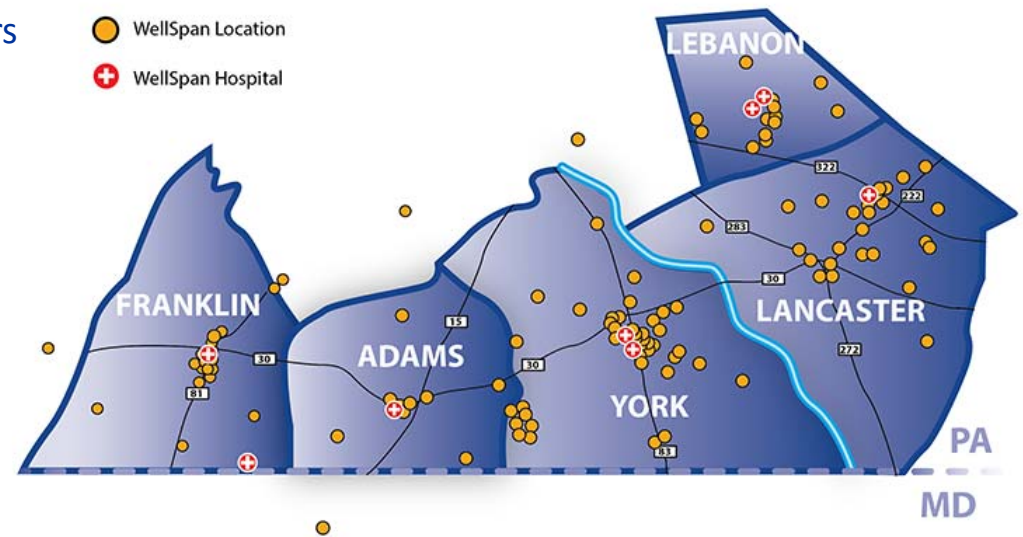 rs
WellSpan Location
WellSpan Hospital
LEBANON
322
222
283
30
FRANKLIN
LANCASTER
15
ADAMS
272
30
30
81
YORK
83
PA
MD